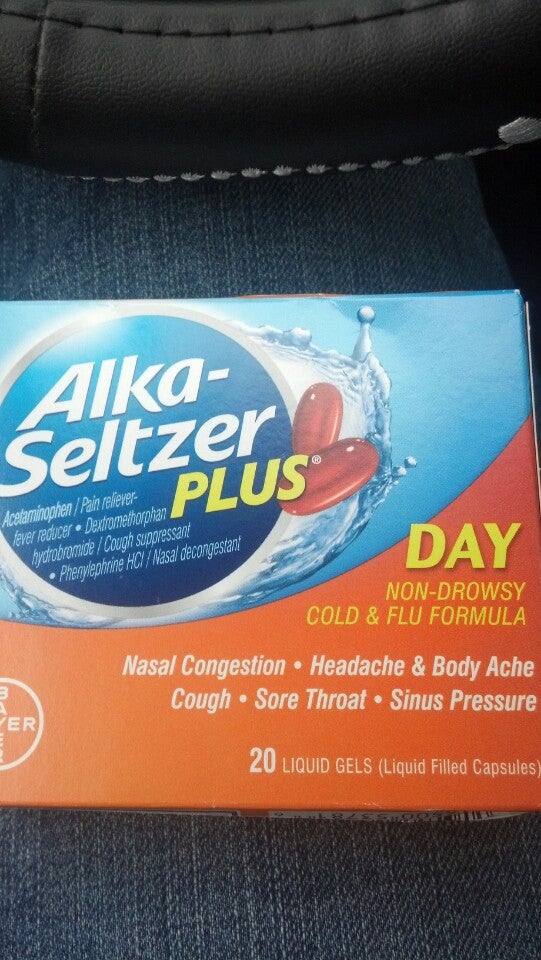 Alka-
Seltzer
PLUS®
Acetaminophen / Pain reliever-
fever reducer • Dextromethorphan
hydrobromide / Cough suppressant
• Phenylephrine HCl / Nasal decongestant
DAY
NON-DROWSY
COLD & FLU FORMULA
Nasal Congestion • Headache & Body Ache
Cough • Sore Throat • Sinus Pressure
BAYER
20 LIQUID GELS (Liquid Filled Capsules)